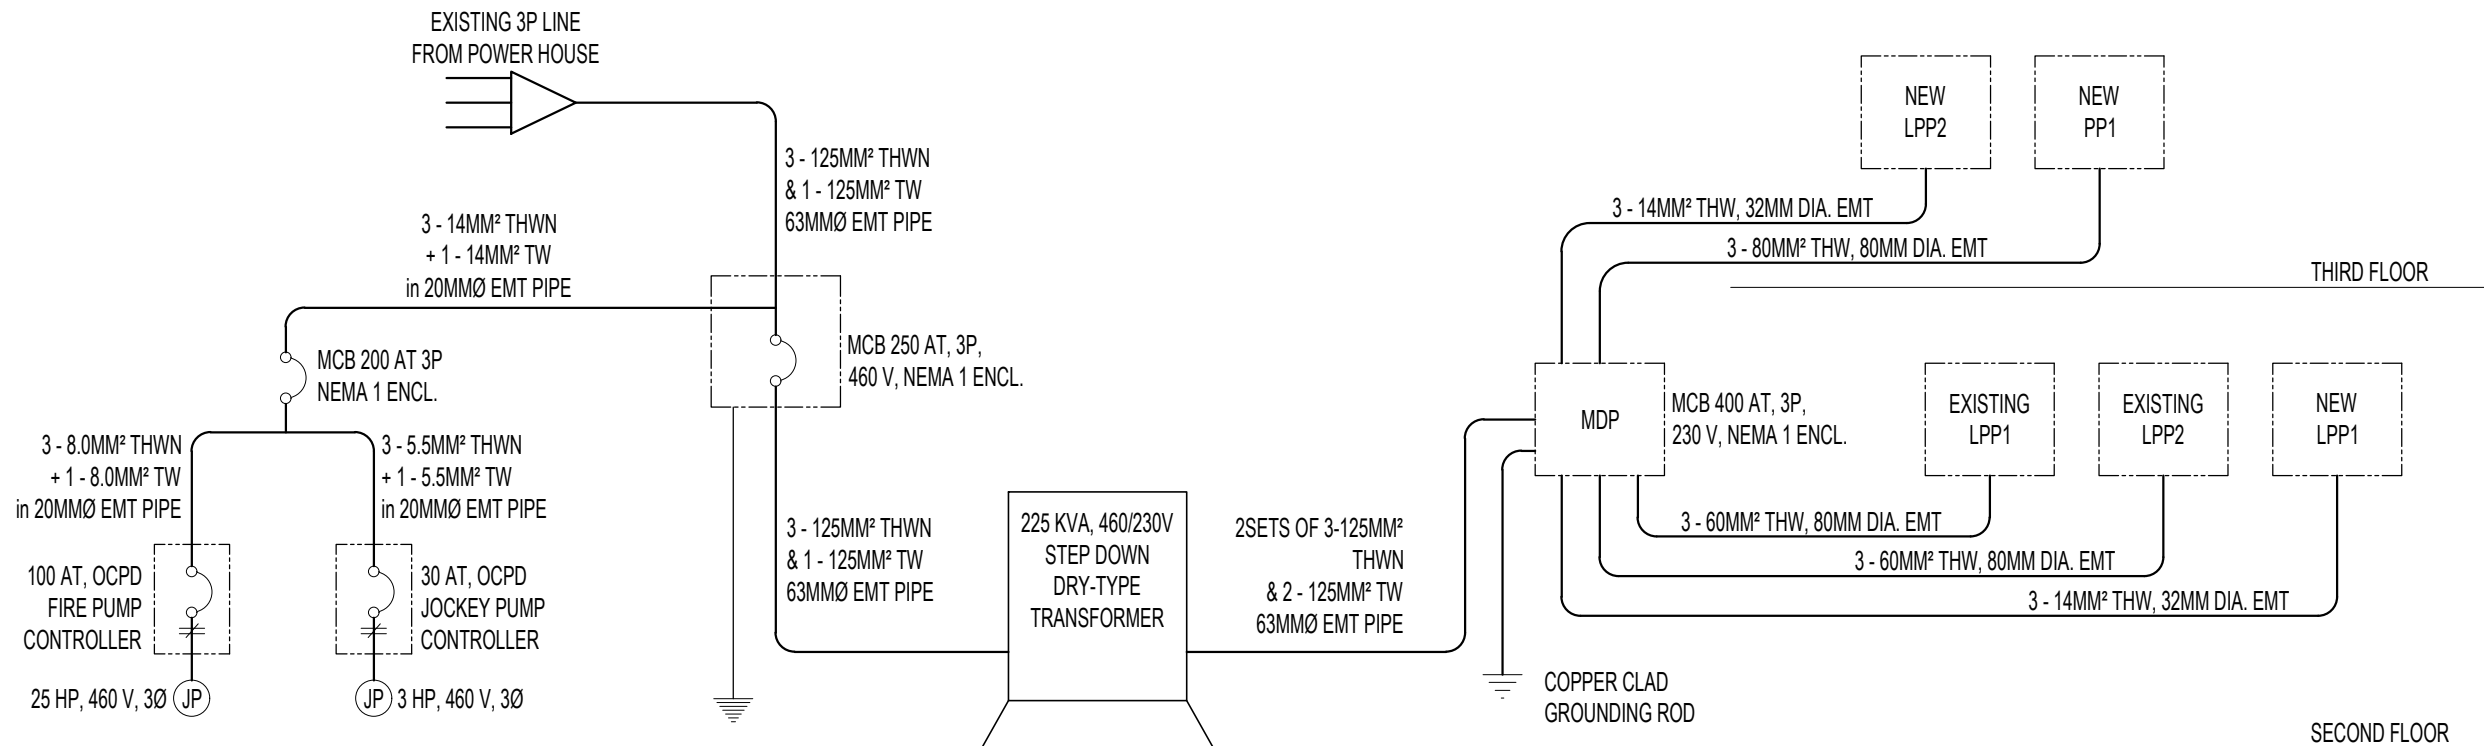 EXISTING 3P LINE
FROM POWER HOUSE
3 - 125MM² THWN
& 1 - 125MM² TW
63MMØ EMT PIPE
3 - 14MM² THWN
+ 1 - 14MM² TW
in 20MMØ EMT PIPE
MCB 200 AT 3P
NEMA 1 ENCL.
MCB 250 AT, 3P,
460 V, NEMA 1 ENCL.
3 - 8.0MM² THWN
+ 1 - 8.0MM² TW
in 20MMØ EMT PIPE
3 - 5.5MM² THWN
+ 1 - 5.5MM² TW
in 20MMØ EMT PIPE
100 AT, OCPD
FIRE PUMP
CONTROLLER
30 AT, OCPD
JOCKEY PUMP
CONTROLLER
25 HP, 460 V, 3Ø
JP
JP
3 HP, 460 V, 3Ø
3 - 125MM² THWN
& 1 - 125MM² TW
63MMØ EMT PIPE
225 KVA, 460/230V
STEP DOWN
DRY-TYPE
TRANSFORMER
2SETS OF 3-125MM²
THWN
& 2 - 125MM² TW
63MMØ EMT PIPE
NEW
LPP2
NEW
PP1
3 - 14MM² THW, 32MM DIA. EMT
3 - 80MM² THW, 80MM DIA. EMT
THIRD FLOOR
MDP
MCB 400 AT, 3P,
230 V, NEMA 1 ENCL.
EXISTING
LPP1
EXISTING
LPP2
NEW
LPP1
3 - 60MM² THW, 80MM DIA. EMT
3 - 60MM² THW, 80MM DIA. EMT
3 - 14MM² THW, 32MM DIA. EMT
COPPER CLAD
GROUNDING ROD
SECOND FLOOR